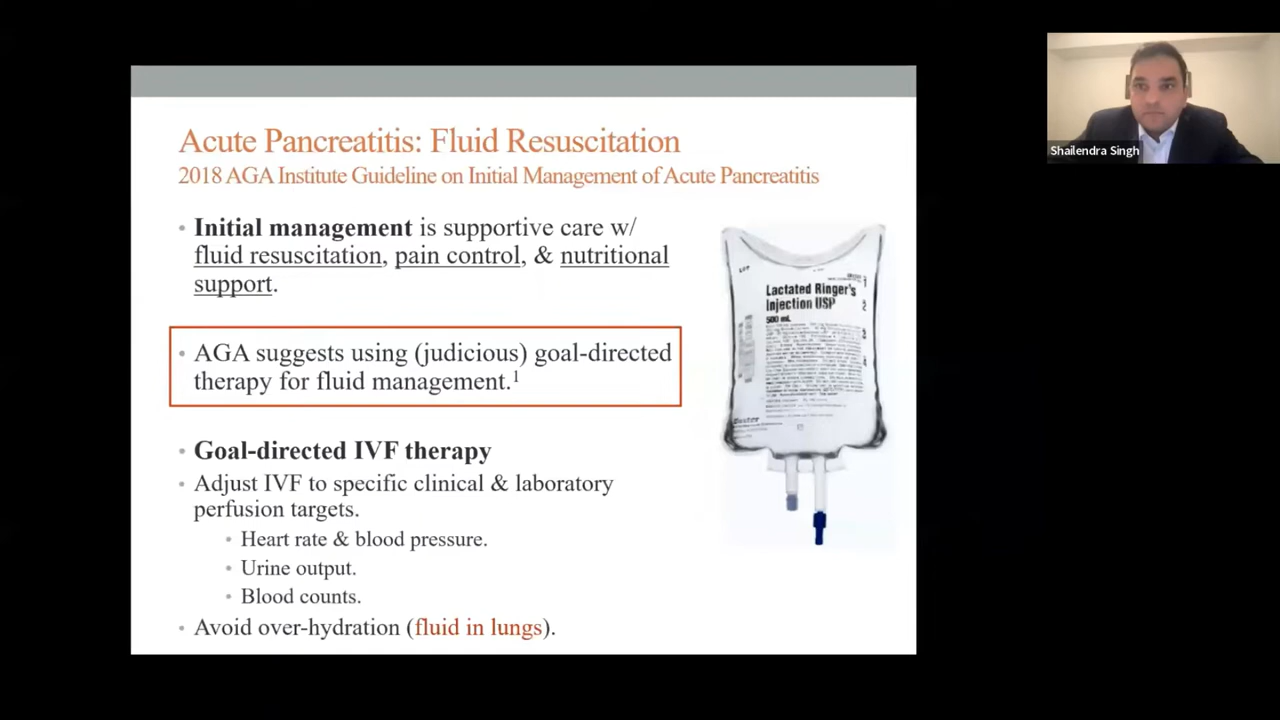 Acute Pancreatitis: Fluid Resuscitation
2018 AGA Institute Guideline on Initial Management of Acute Pancreatitis
• Initial management is supportive care w/
fluid resuscitation, pain control, & nutritional
support.
• AGA suggests using (judicious) goal-directed
therapy for fluid management.1
• Goal-directed IVF therapy
• Adjust IVF to specific clinical & laboratory
perfusion targets.
• Heart rate & blood pressure.
• Urine output.
• Blood counts.
• Avoid over-hydration (fluid in lungs).
Lactated Ringer's
Injection USP
500 mL
Shailendra Singh